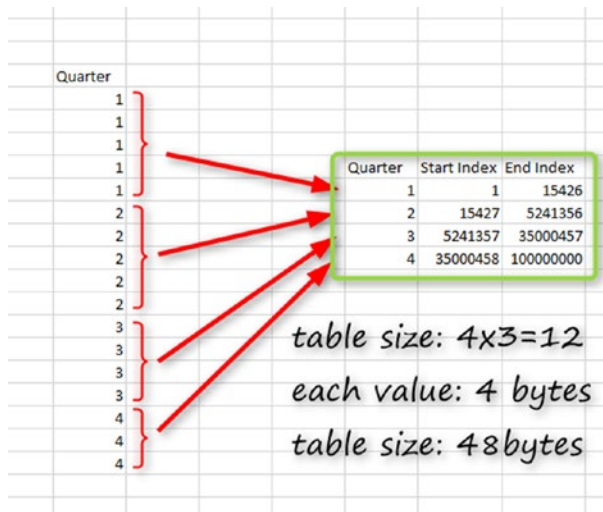 Quarter
1
1
1
1
1
2
2
2
2
2
3
3
3
3
4
4
4
Quarter Start Index End Index
1 1 15426
2 15427 5241356
3 5241357 35000457
4 35000458 100000000
table size: 4x3=12
each value: 4 bytes
table size: 48bytes